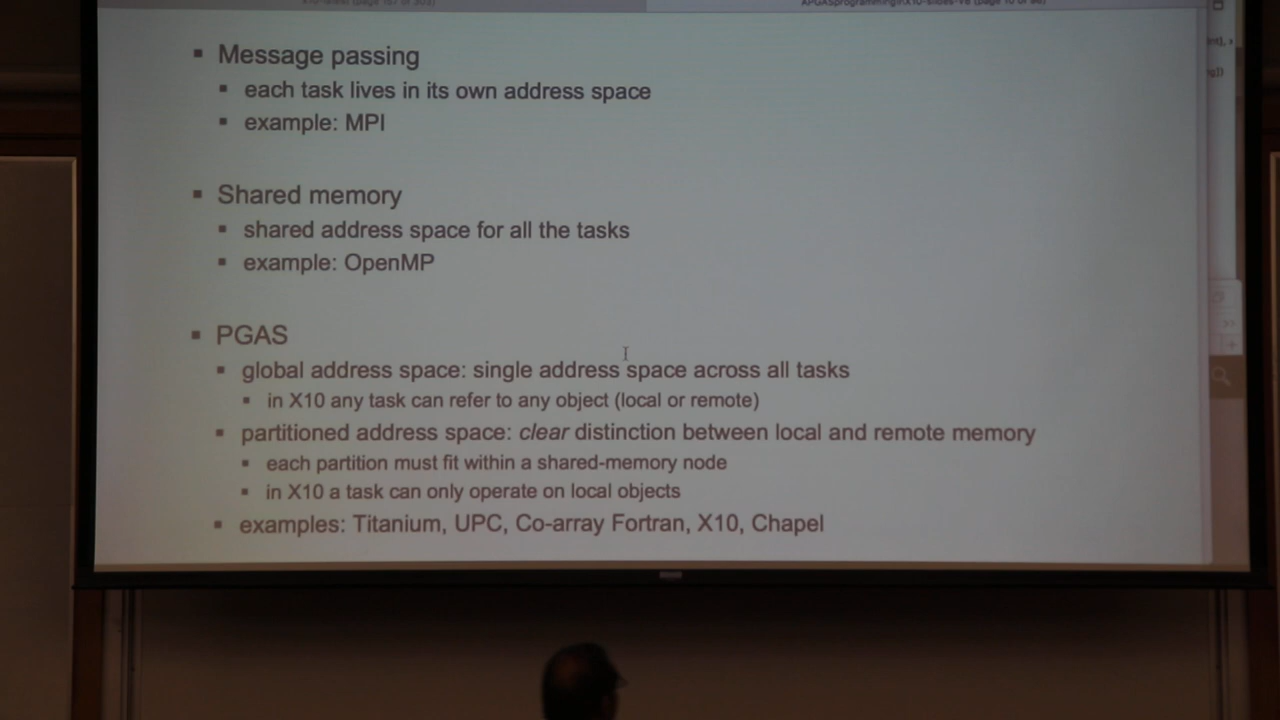 ▪ Message passing
▪ each task lives in its own address space
▪ example: MPI
▪ Shared memory
▪ shared address space for all the tasks
▪ example: OpenMP
▪ PGAS
▪ global address space: single address space across all tasks
▪ in X10 any task can refer to any object (local or remote)
▪ partitioned address space: clear distinction between local and remote memory
▪ each partition must fit within a shared-memory node
▪ in X10 a task can only operate on local objects
▪ examples: Titanium, UPC, Co-array Fortran, X10, Chapel